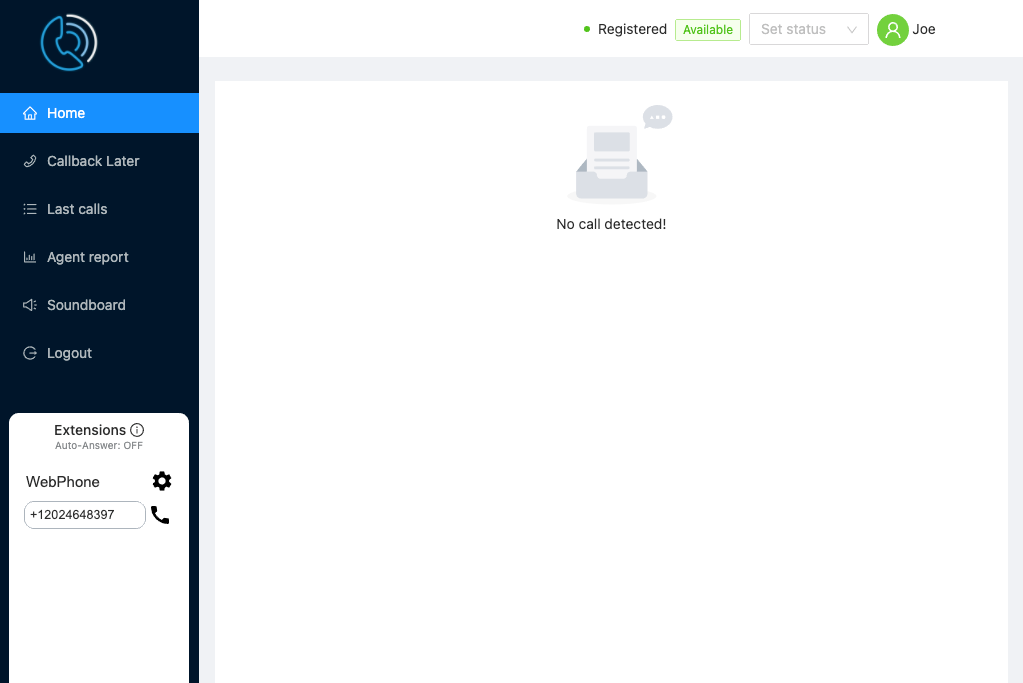 Registered
Available
Set status
Joe
Home
Callback Later
Last calls
Agent report
Soundboard
Logout
No call detected!
Extensions
Auto-Answer: OFF
WebPhone
+12024648397